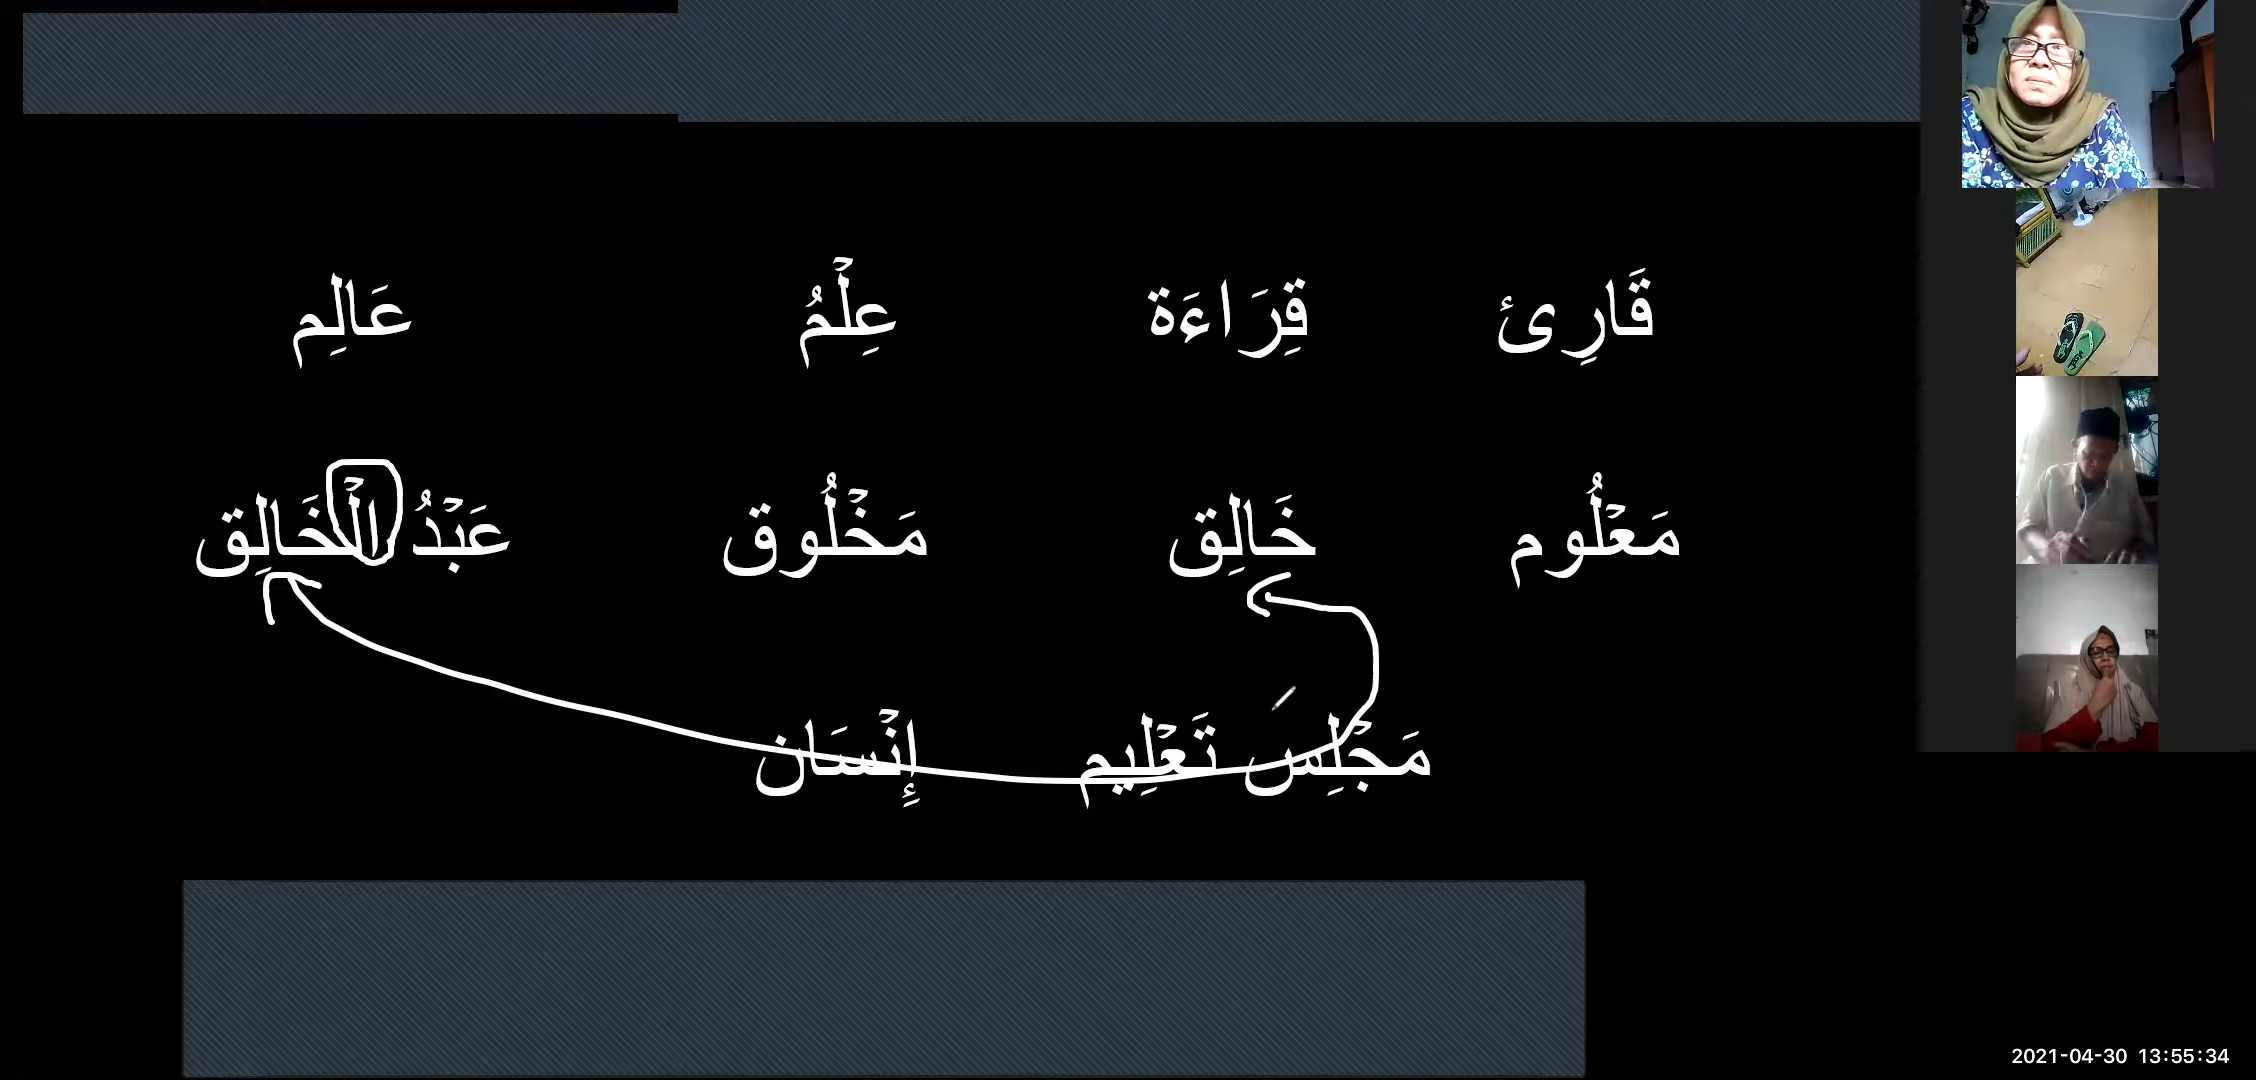 قَارِئ قِرَاءَة عِلْمُ عَالِم
مَعْلُوم خَالِق مَخْلُوق عَبْدُ الْخَالِق
مَجْلِس تَعْلِيم إِنْسَان
2021-04-30 13:55:34